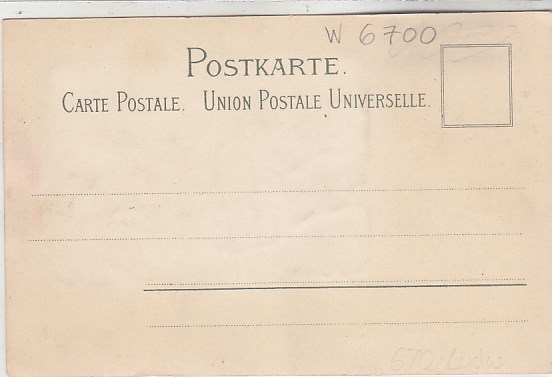 W 6700
POSTKARTE.
CARTE POSTALE. UNION POSTALE UNIVERSELLE.